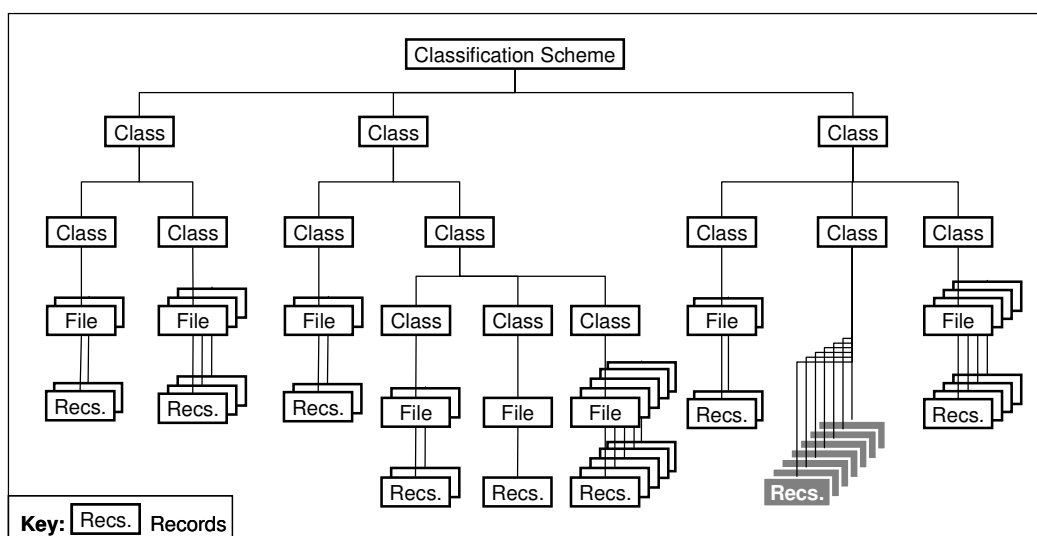 Classification Scheme
Class Class Class
Class Class Class Class Class Class Class
File File File Class Class Class File File
Recs. Recs. Recs. File File File Recs. Recs.
Recs. Recs. Recs. Recs.
Key: Recs. Records